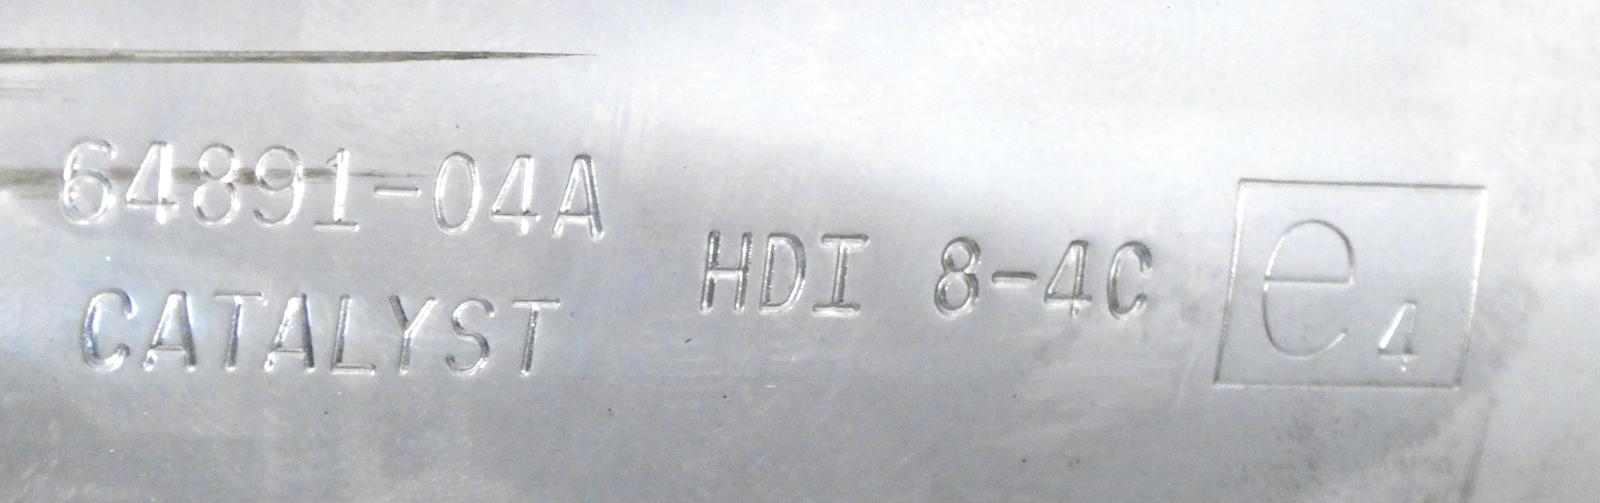 64891-04A
CATALYST
HDI 8-4C
e4